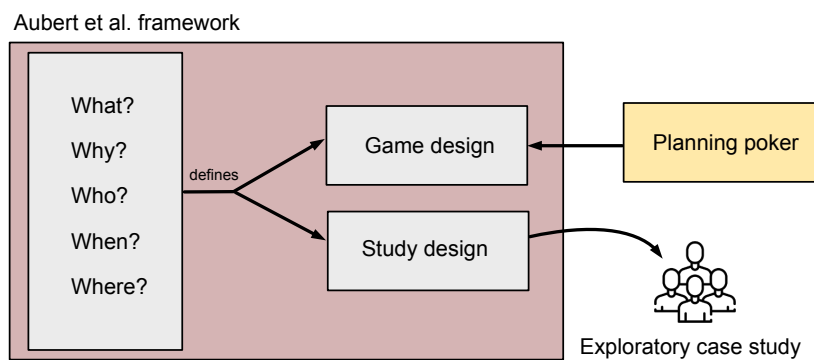 Aubert et al. framework
What?
Why?
Who?
When?
Where?
defines
Game design
Study design
Planning poker
Exploratory case study